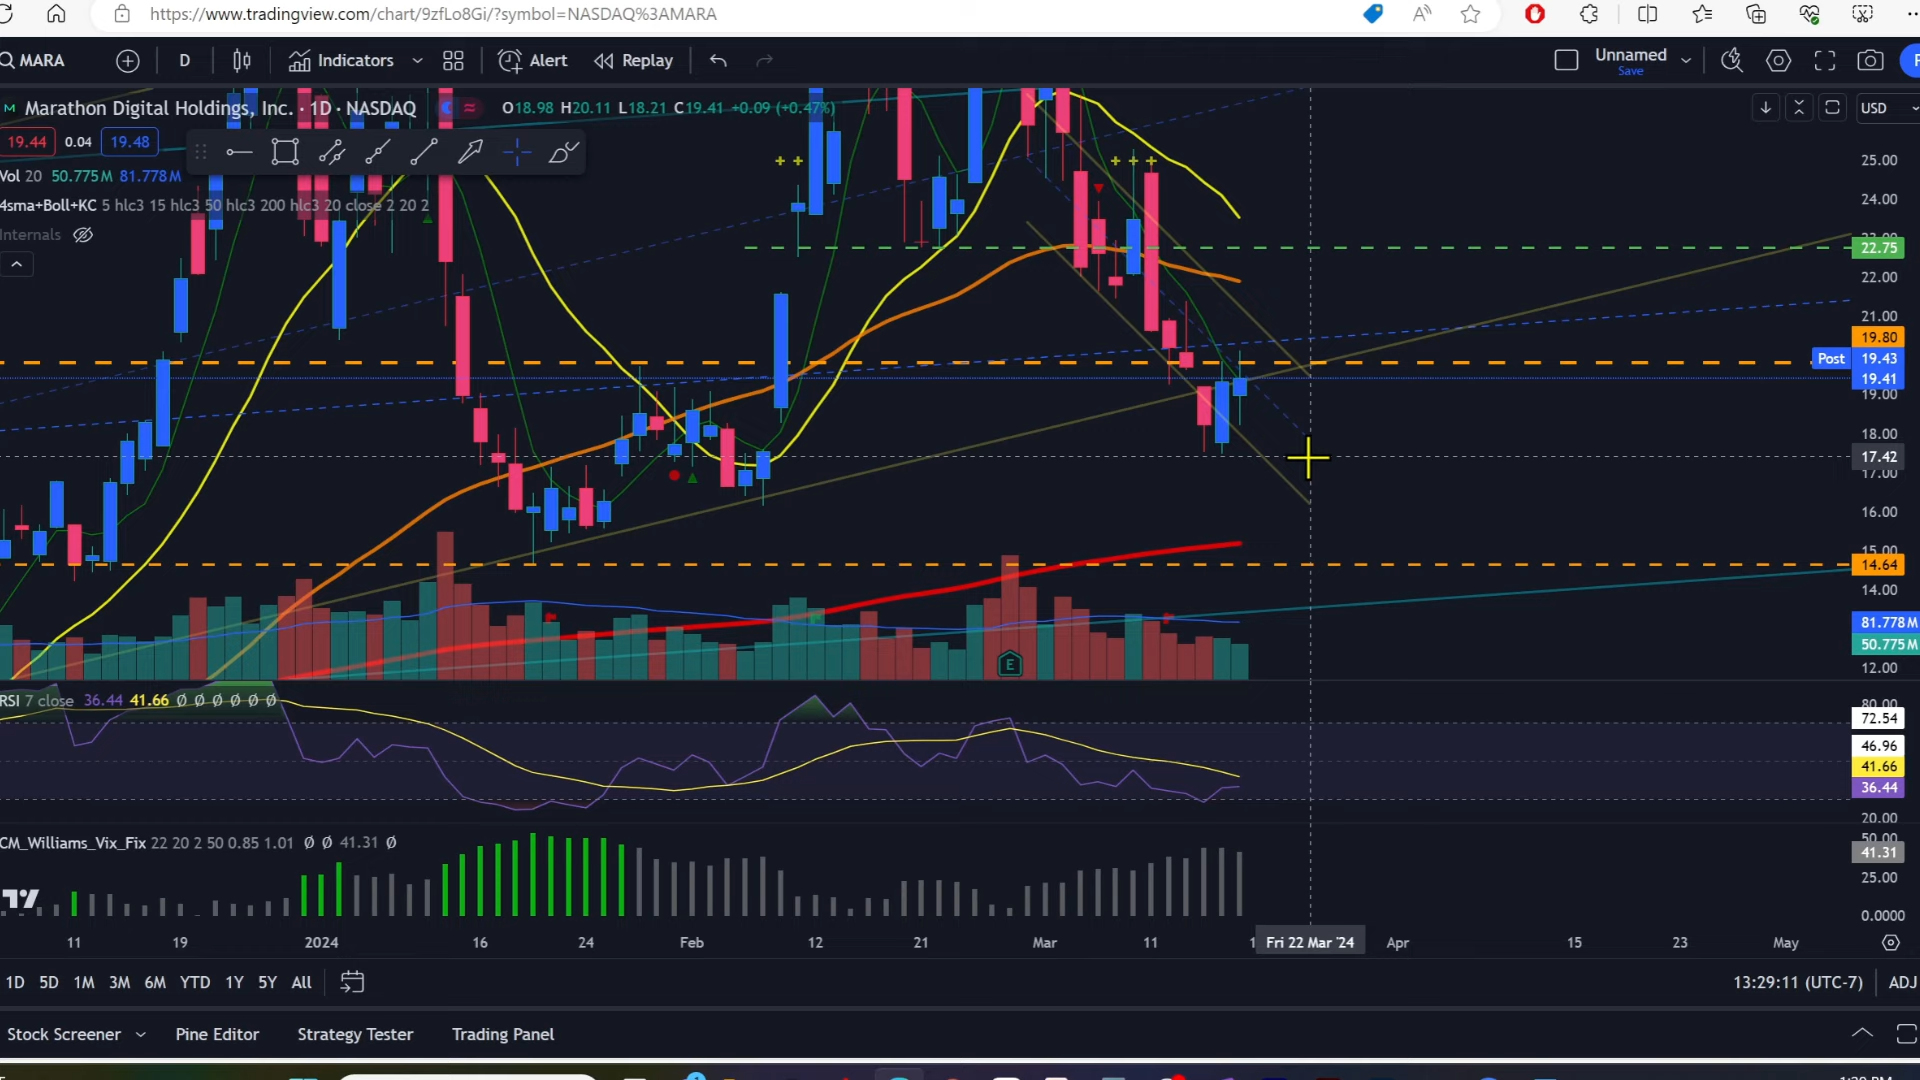 https://www.tradingview.com/chart/9zfLo8Gi/?symbol=NASDAQ%3AMARA
MARA D Indicators Alert Replay Unnamed
Save
M Marathon Digital Holdings, Inc. · 1D · NASDAQ O18.98 H20.11 L18.21 C19.41 +0.09 (+0.47%) USD
19.44 0.04 19.48
Vol 20 50.775M 81.778M
4sma+Boll+KC 5 hlc3 15 hlc3 50 hlc3 200 hlc3 20 close 2 20 2
Internals
25.00
24.00
22.75
22.00
21.00
19.80
Post 19.43
19.41
19.00
18.00
17.42
17.00
16.00
15.00
14.64
14.00
81.778M
50.775M
12.00
E
RSI 7 close 36.44 41.66 Ø Ø Ø Ø Ø Ø
80.00
72.54
46.96
41.66
36.44
20.00
CM_Williams_Vix_Fix 22 20 2 50 0.85 1.01 Ø Ø 41.31 Ø
50.00
41.31
25.00
0.0000
11 19 2024 16 24 Feb 12 21 Mar 11 1 Fri 22 Mar '24 Apr 15 23 May
1D 5D 1M 3M 6M YTD 1Y 5Y All 13:29:11 (UTC-7) ADJ
Stock Screener Pine Editor Strategy Tester Trading Panel